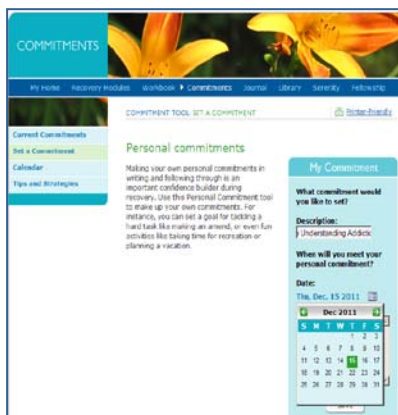 COMMITMENTS
My Home Recovery Modules Workbook Commitments Journal Library Serenity Fellowship
COMMITMENT TOOL: SET A COMMITMENT
Printer-Friendly
Current Commitments
Set a Commitment
Calendar
Tips and Strategies
Personal commitments
Making your own personal commitments in
writing and following through is an
important confidence builder during
recovery. Use this Personal Commitment tool
to make up your own commitments. For
instance, you can set a goal for tackling a
hard task like making an amend, or even fun
activities like taking time for recreation or
planning a vacation.
My Commitment
What commitment would
you like to set?
Description:
Understanding Addictio
When will you meet your
personal commitment?
Date:
Thu, Dec. 15 2011
Dec 2011
S M T W T F S
1 2 3
4 5 6 7 8 9 10
11 12 13 14 15 16 17
18 19 20 21 22 23 24
25 26 27 28 29 30 31